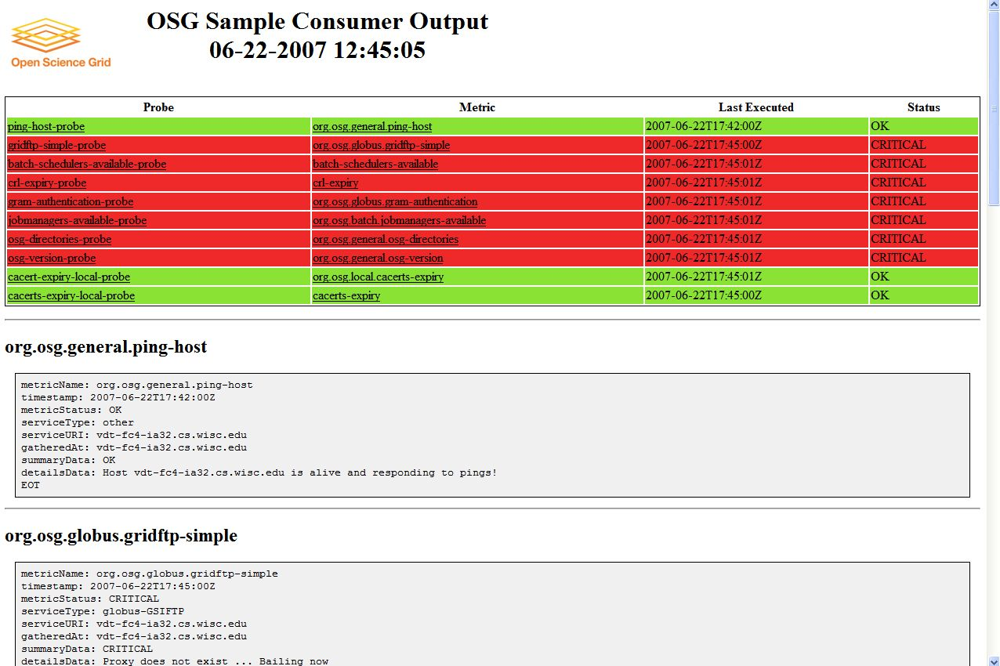 OSG Sample Consumer Output
06-22-2007 12:45:05
Open Science Grid
Probe Metric Last Executed Status
ping-host-probe org.osg.general.ping-host 2007-06-22T17:42:00Z OK
gridftp-simple-probe org.osg.globus.gridftp-simple 2007-06-22T17:45:00Z CRITICAL
batch-schedulers-available-probe batch-schedulers-available 2007-06-22T17:45:01Z CRITICAL
crl-expiry-probe crl-expiry 2007-06-22T17:45:01Z CRITICAL
gram-authentication-probe org.osg.globus.gram-authentication 2007-06-22T17:45:01Z CRITICAL
jobmanagers-available-probe org.osg.batch.jobmanagers-available 2007-06-22T17:45:01Z CRITICAL
osg-directories-probe org.osg.general.osg-directories 2007-06-22T17:45:01Z CRITICAL
osg-version-probe org.osg.general.osg-version 2007-06-22T17:45:01Z CRITICAL
cacert-expiry-local-probe org.osg.local.cacerts-expiry 2007-06-22T17:45:01Z OK
cacerts-expiry-local-probe cacerts-expiry 2007-06-22T17:45:00Z OK
org.osg.general.ping-host
metricName: org.osg.general.ping-host
timestamp: 2007-06-22T17:42:00Z
metricStatus: OK
serviceType: other
serviceURI: vdt-fc4-ia32.cs.wisc.edu
gatheredAt: vdt-fc4-ia32.cs.wisc.edu
summaryData: OK
detailsData: Host vdt-fc4-ia32.cs.wisc.edu is alive and responding to pings!
EOT
org.osg.globus.gridftp-simple
metricName: org.osg.globus.gridftp-simple
timestamp: 2007-06-22T17:45:00Z
metricStatus: CRITICAL
serviceType: globus-GSIFTP
serviceURI: vdt-fc4-ia32.cs.wisc.edu
gatheredAt: vdt-fc4-ia32.cs.wisc.edu
summaryData: CRITICAL
detailsData: Proxy does not exist ... Bailing now